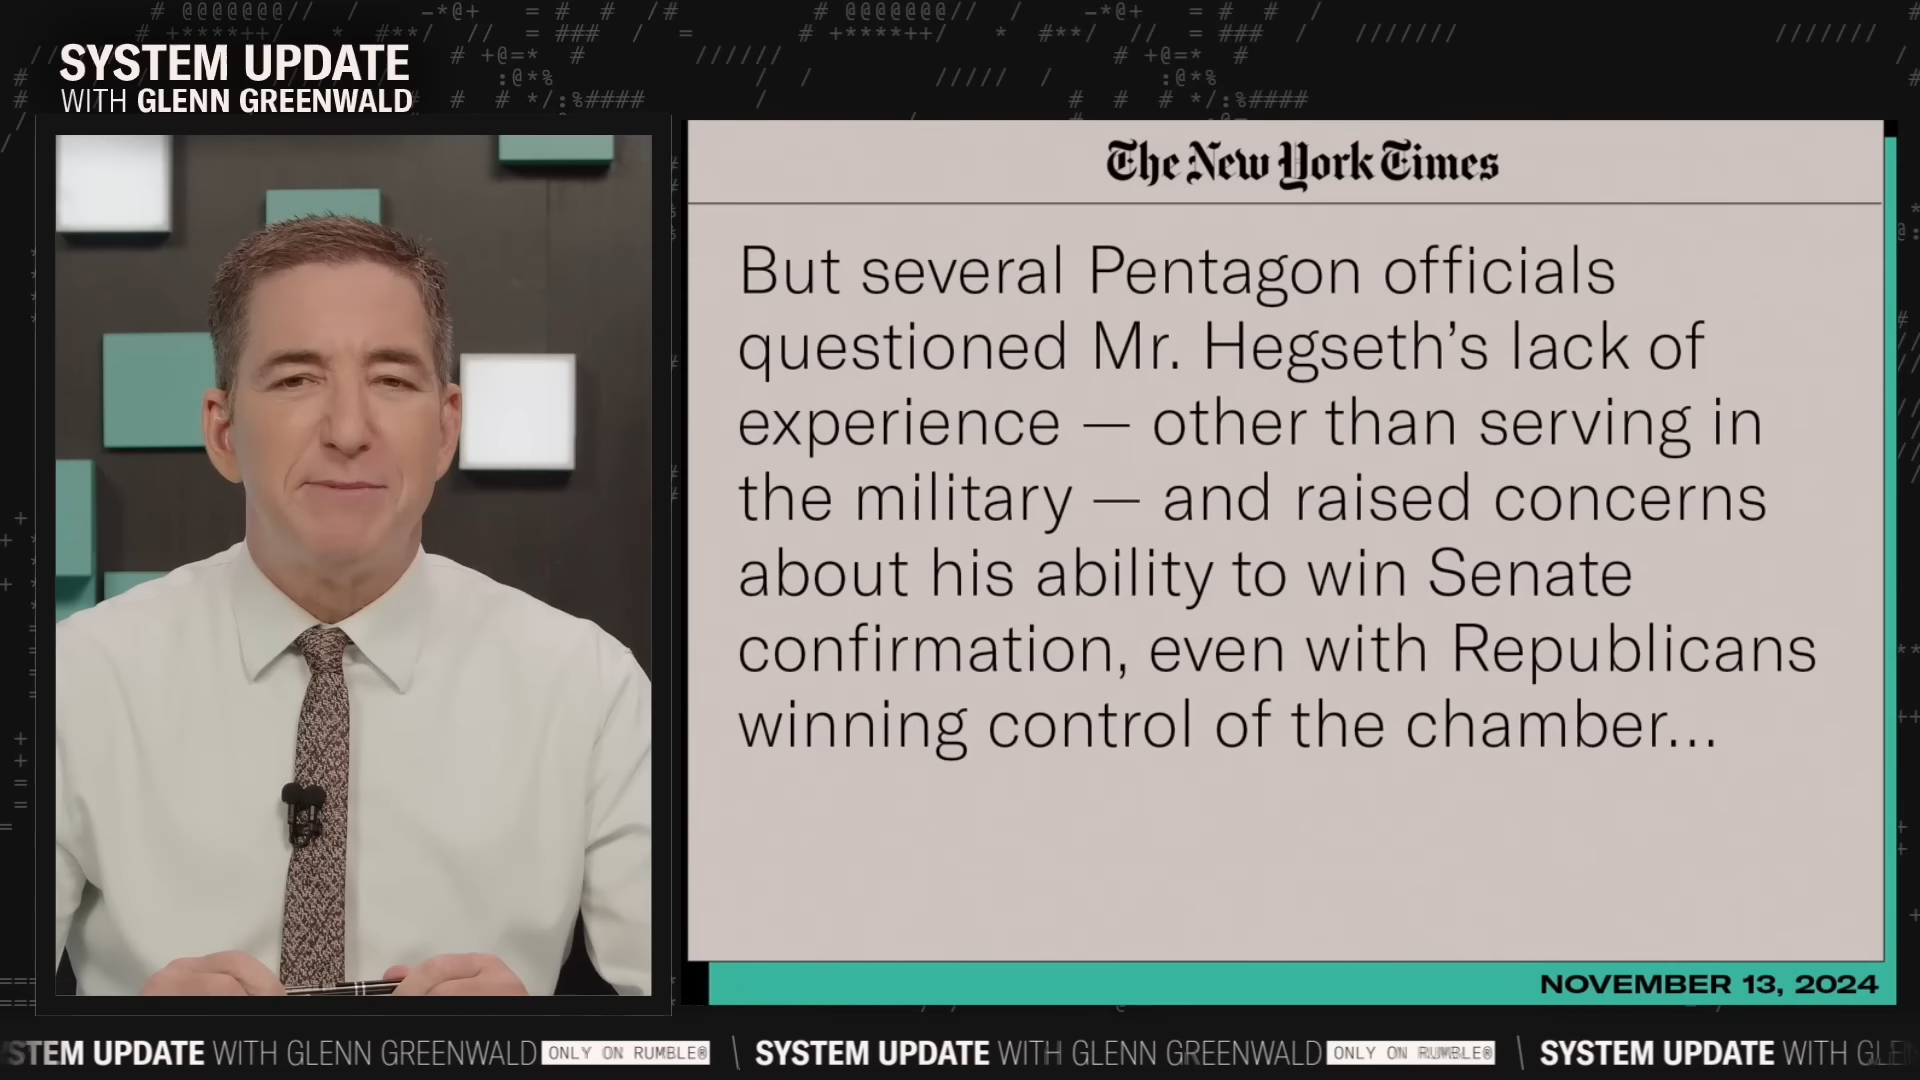 SYSTEM UPDATE
WITH GLENN GREENWALD
The New York Times
But several Pentagon officials
questioned Mr. Hegseth’s lack of
experience — other than serving in
the military — and raised concerns
about his ability to win Senate
confirmation, even with Republicans
winning control of the chamber...
NOVEMBER 13, 2024
STEM UPDATE WITH GLENN GREENWALD ONLY ON RUMBLE® \ SYSTEM UPDATE WITH GLENN GREENWALD ONLY ON RUMBLE® \ SYSTEM UPDATE WITH